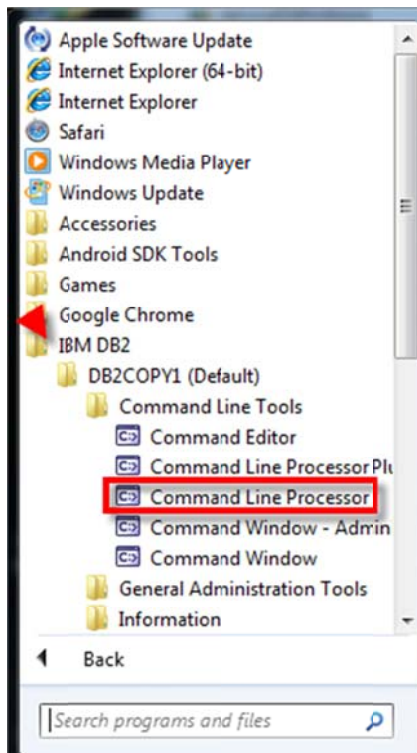 Apple Software Update
Internet Explorer (64-bit)
Internet Explorer
Safari
Windows Media Player
Windows Update
Accessories
Android SDK Tools
Games
Google Chrome
IBM DB2
DB2COPY1 (Default)
Command Line Tools
Command Editor
Command Line Processor Plu
Command Line Processor
Command Window - Admin
Command Window
General Administration Tools
Information
Back
Search programs and files